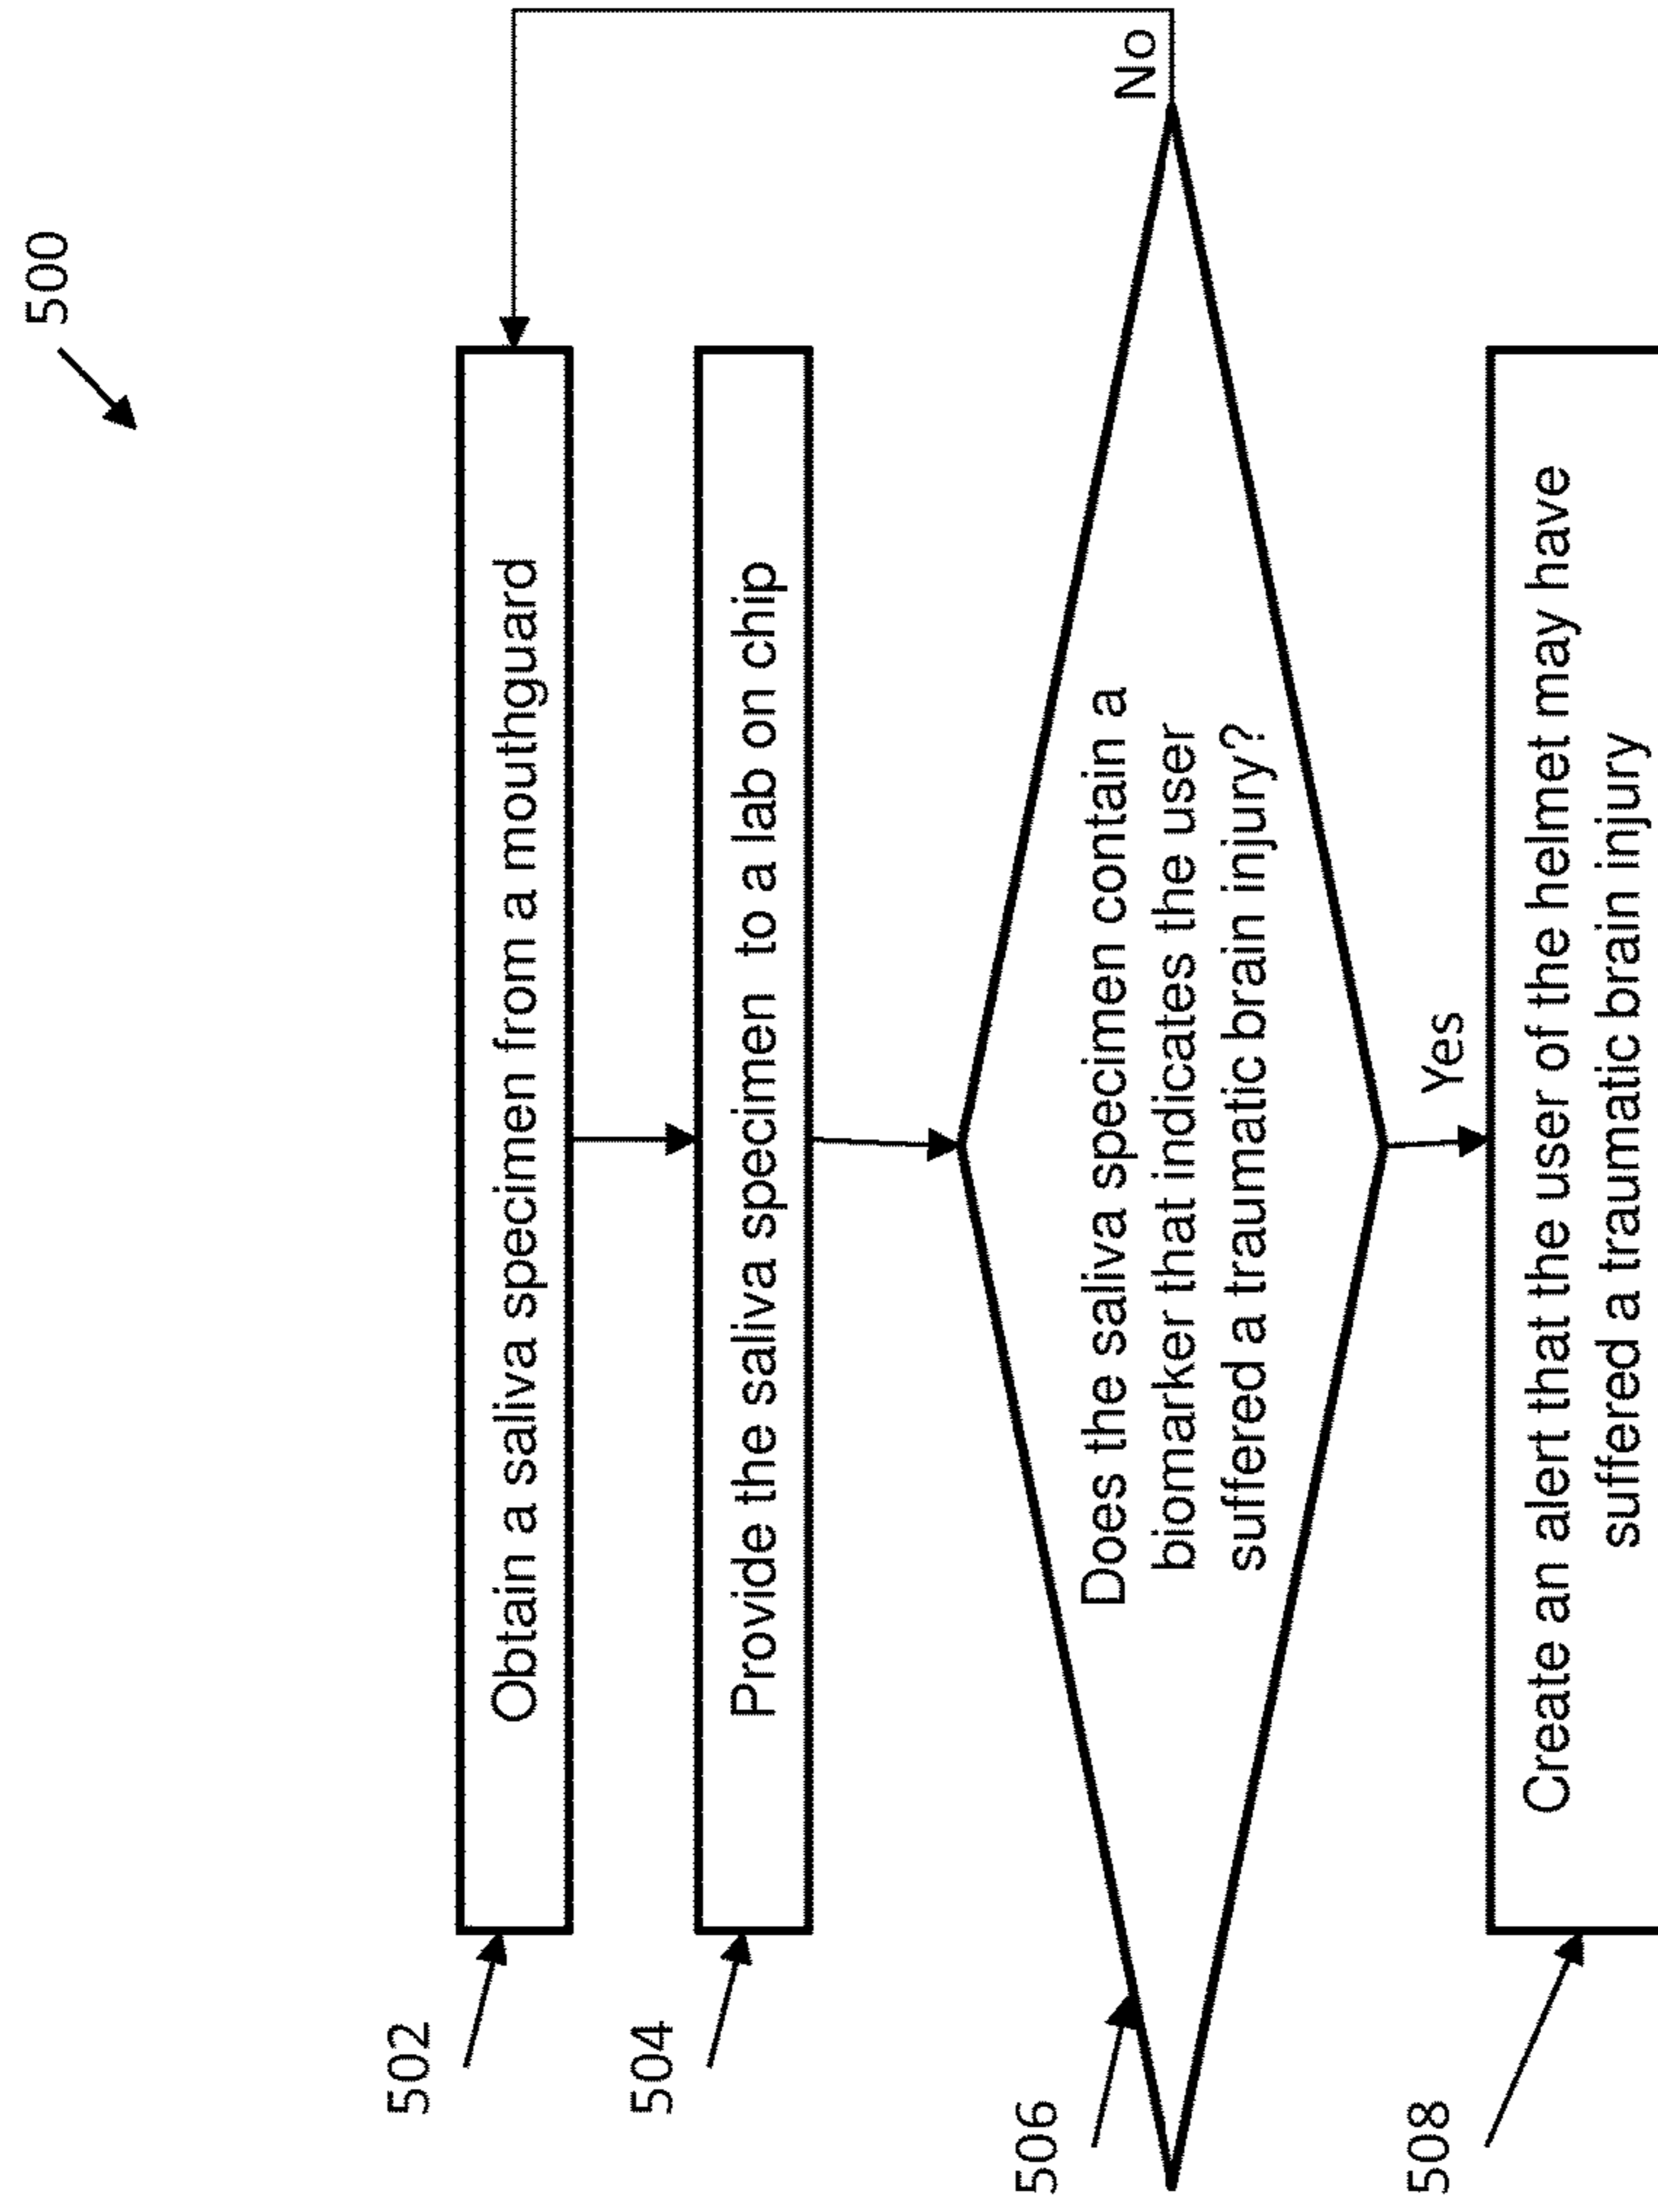 500
502
Obtain a saliva specimen from a mouthguard
504
Provide the saliva specimen to a lab on chip
506
Does the saliva specimen contain a
biomarker that indicates the user
suffered a traumatic brain injury?
No
Yes
508
Create an alert that the user of the helmet may have
suffered a traumatic brain injury